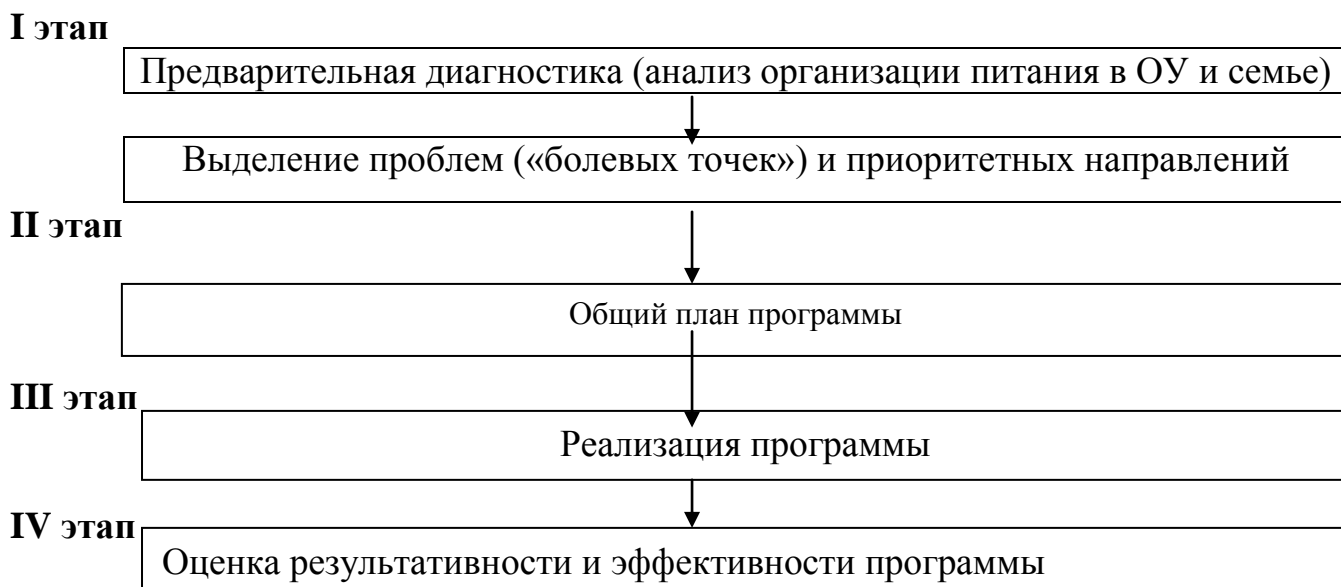 I этап
Предварительная диагностика (анализ организации питания в ОУ и семье)
Выделение проблем («болевых точек») и приоритетных направлений
II этап
Общий план программы
III этап
Реализация программы
IV этап
Оценка результативности и эффективности программы